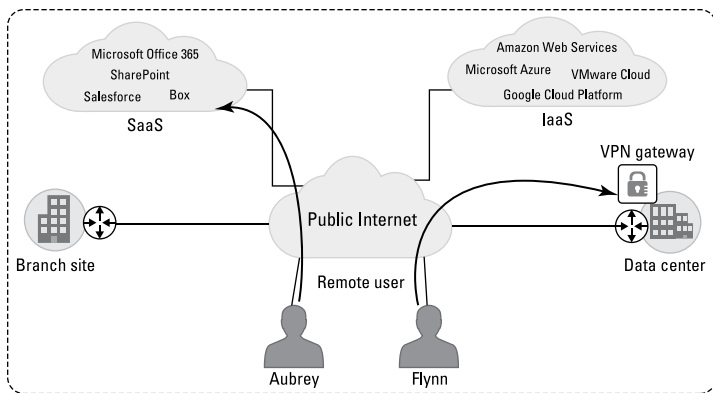 Microsoft Office 365
SharePoint
Salesforce Box
SaaS
Amazon Web Services
Microsoft Azure VMware Cloud
Google Cloud Platform
IaaS
VPN gateway
Public Internet
Branch site
Data center
Remote user
Aubrey
Flynn